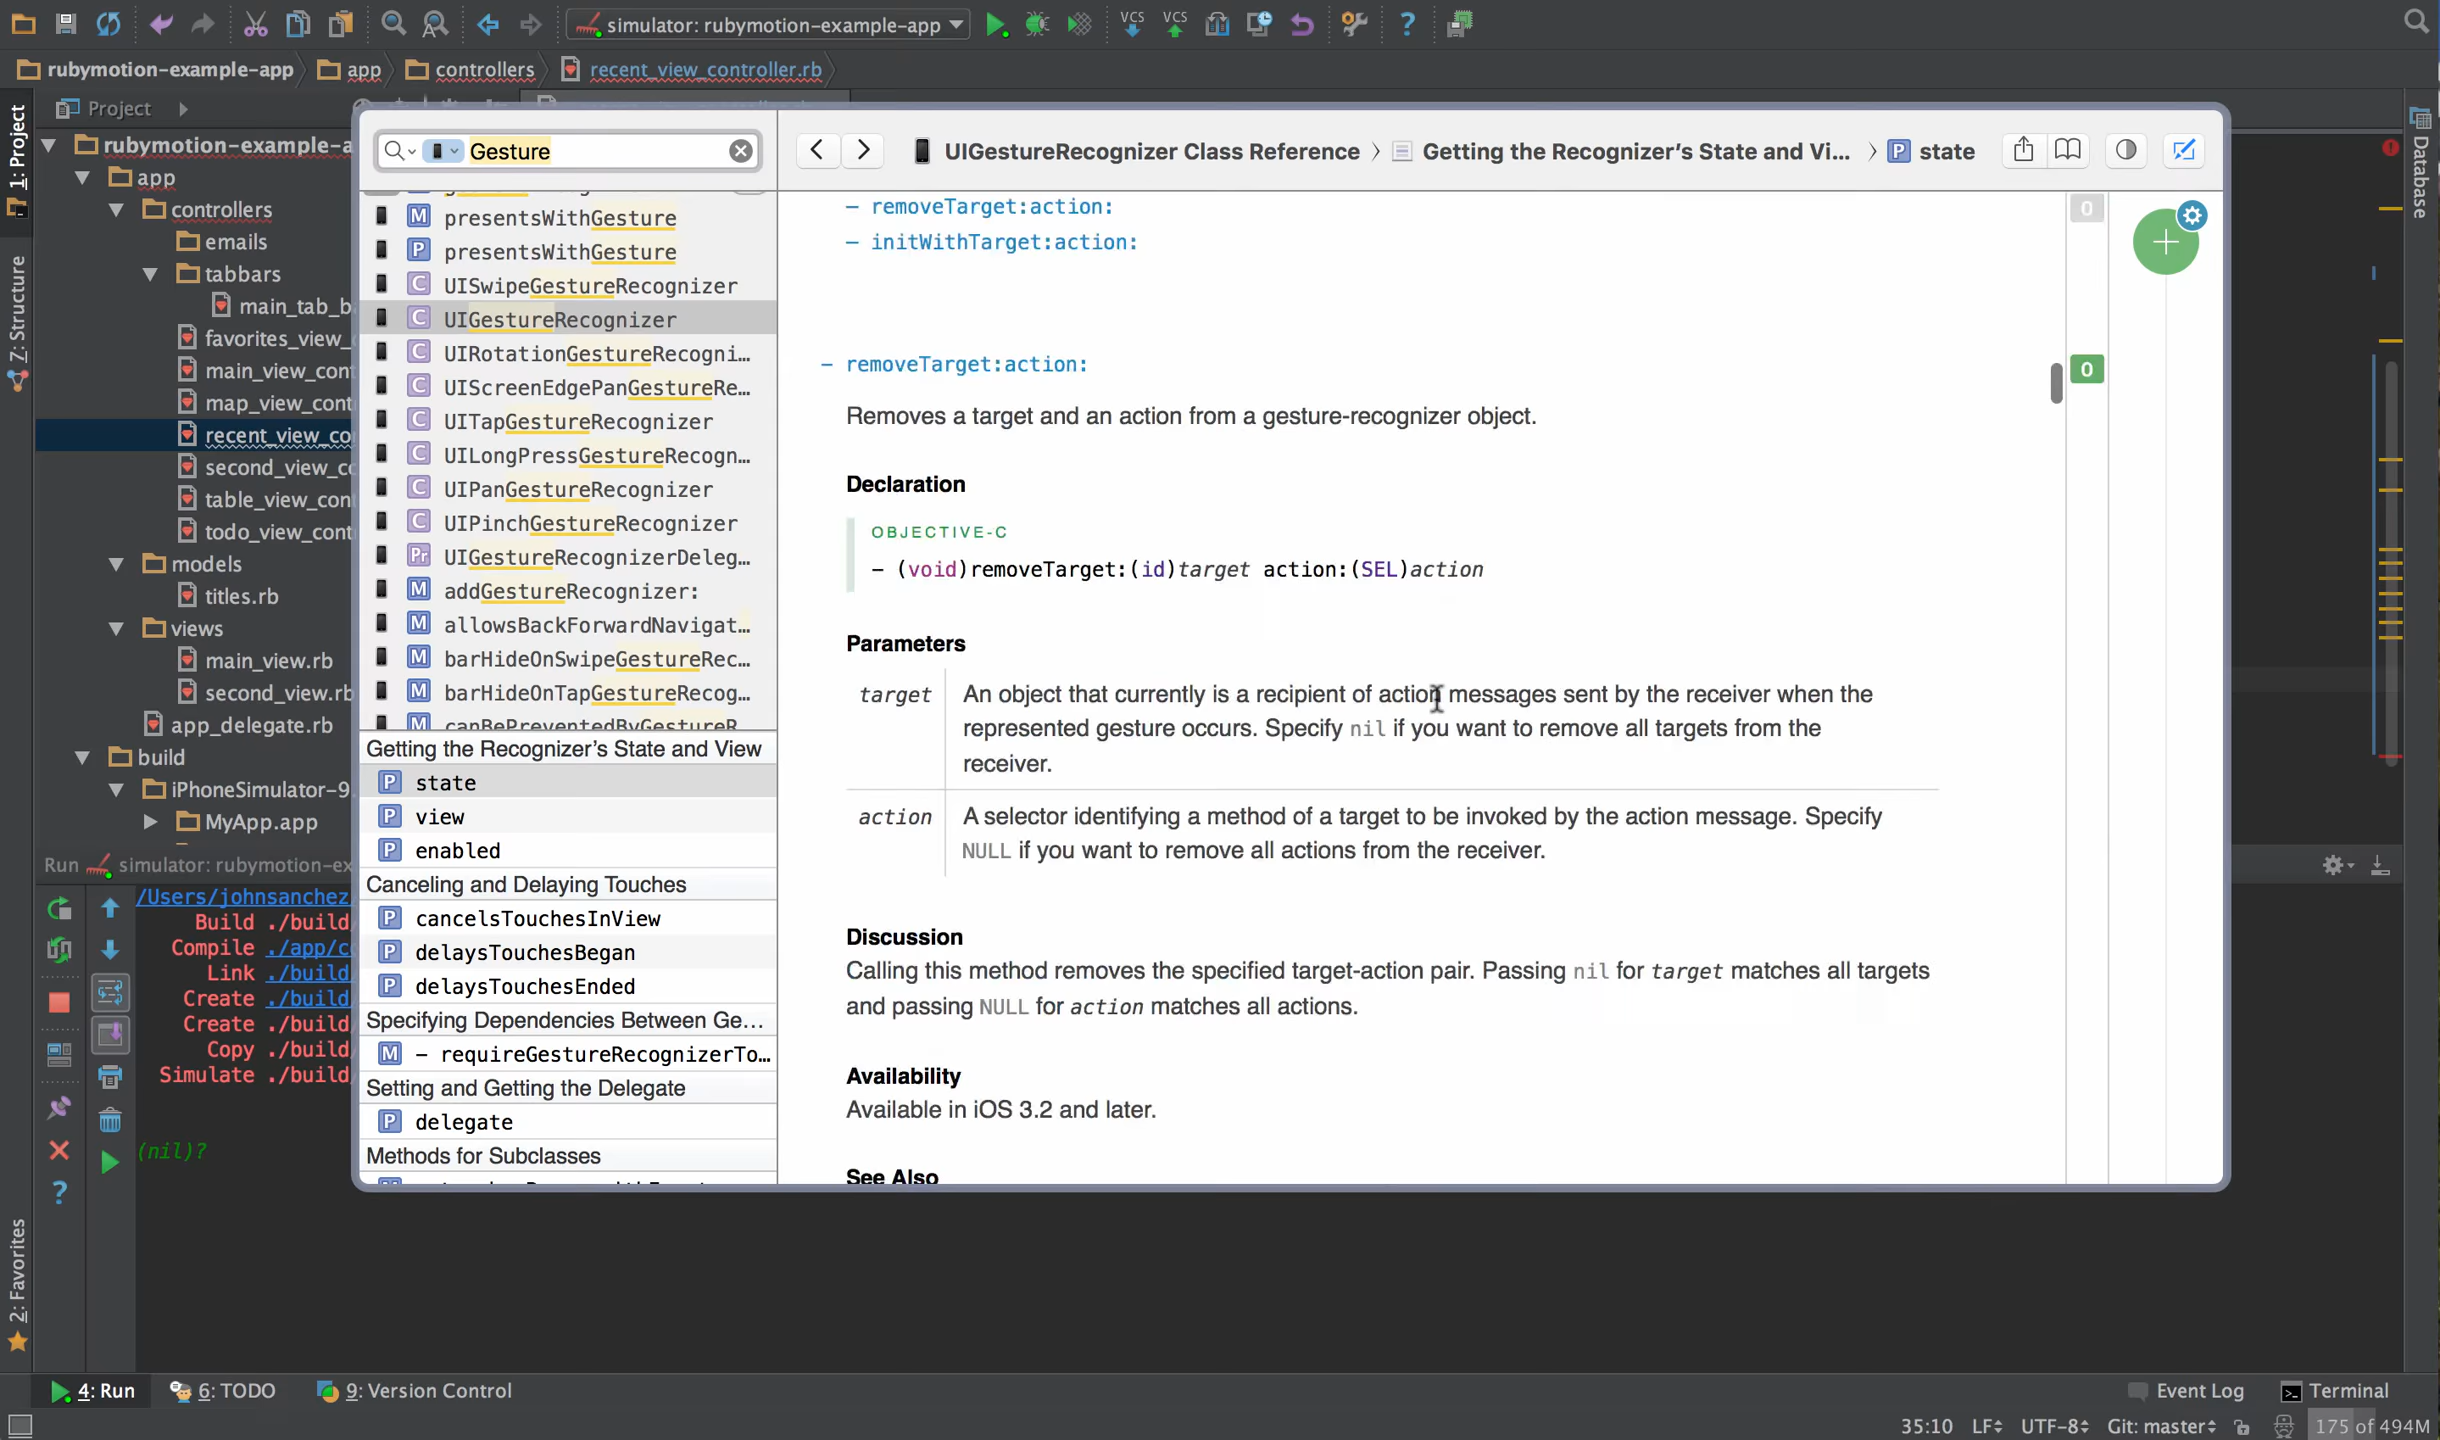 VCS VCS
simulator: rubymotion-example-app
rubymotion-example-app app controllers recent_view_controller.rb
1: Project
Z: Structure
2: Favorites
Project
rubymotion-example-a
app
controllers
emails
tabbars
main_tab_b
favorites_view_
main_view_cont
map_view_cont
recent_view_co
second_view_co
table_view_cont
todo_view_cont
models
titles.rb
views
main_view.rb
second_view.rb
app_delegate.rb
build
iPhoneSimulator-9
MyApp.app
Gesture
M presentsWithGesture
P presentsWithGesture
C UISwipeGestureRecognizer
C UIGestureRecognizer
C UIRotationGestureRecogni…
C UIScreenEdgePanGestureRe…
C UITapGestureRecognizer
C UILongPressGestureRecogn…
C UIPanGestureRecognizer
C UIPinchGestureRecognizer
Pr UIGestureRecognizerDeleg…
M addGestureRecognizer:
M allowsBackForwardNavigat…
M barHideOnSwipeGestureRec…
M barHideOnTapGestureRecog…
canBePreventedByGestureR
Getting the Recognizer's State and View
P state
P view
P enabled
Canceling and Delaying Touches
P cancelsTouchesInView
P delaysTouchesBegan
P delaysTouchesEnded
Specifying Dependencies Between Ge…
M – requireGestureRecognizerTo…
Setting and Getting the Delegate
P delegate
Methods for Subclasses
UIGestureRecognizer Class Reference Getting the Recognizer's State and Vi… P state
– removeTarget:action:
– initWithTarget:action:
– removeTarget:action:
Removes a target and an action from a gesture-recognizer object.
Declaration
OBJECTIVE-C
– (void)removeTarget:(id)target action:(SEL)action
Parameters
target An object that currently is a recipient of action messages sent by the receiver when the
represented gesture occurs. Specify nil if you want to remove all targets from the
receiver.
action A selector identifying a method of a target to be invoked by the action message. Specify
NULL if you want to remove all actions from the receiver.
Discussion
Calling this method removes the specified target-action pair. Passing nil for target matches all targets
and passing NULL for action matches all actions.
Availability
Available in iOS 3.2 and later.
See Also
0
0
Database
Run simulator: rubymotion-ex
/Users/johnsanchez
Build ./build/
Compile ./app/co
Link ./build/
Create ./build/
Create ./build/
Copy ./build/
Simulate ./build/
(nil)?
4: Run 6: TODO 9: Version Control Event Log Terminal
35:10 LF UTF-8 Git: master 175 of 494M